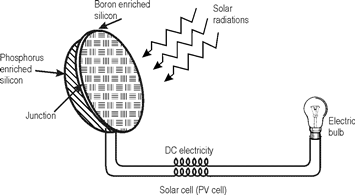 Boron enriched
silicon
Solar
radiations
Phosphorus
enriched
silicon
Junction
DC electricity
Electric
bulb
Solar cell (PV cell)